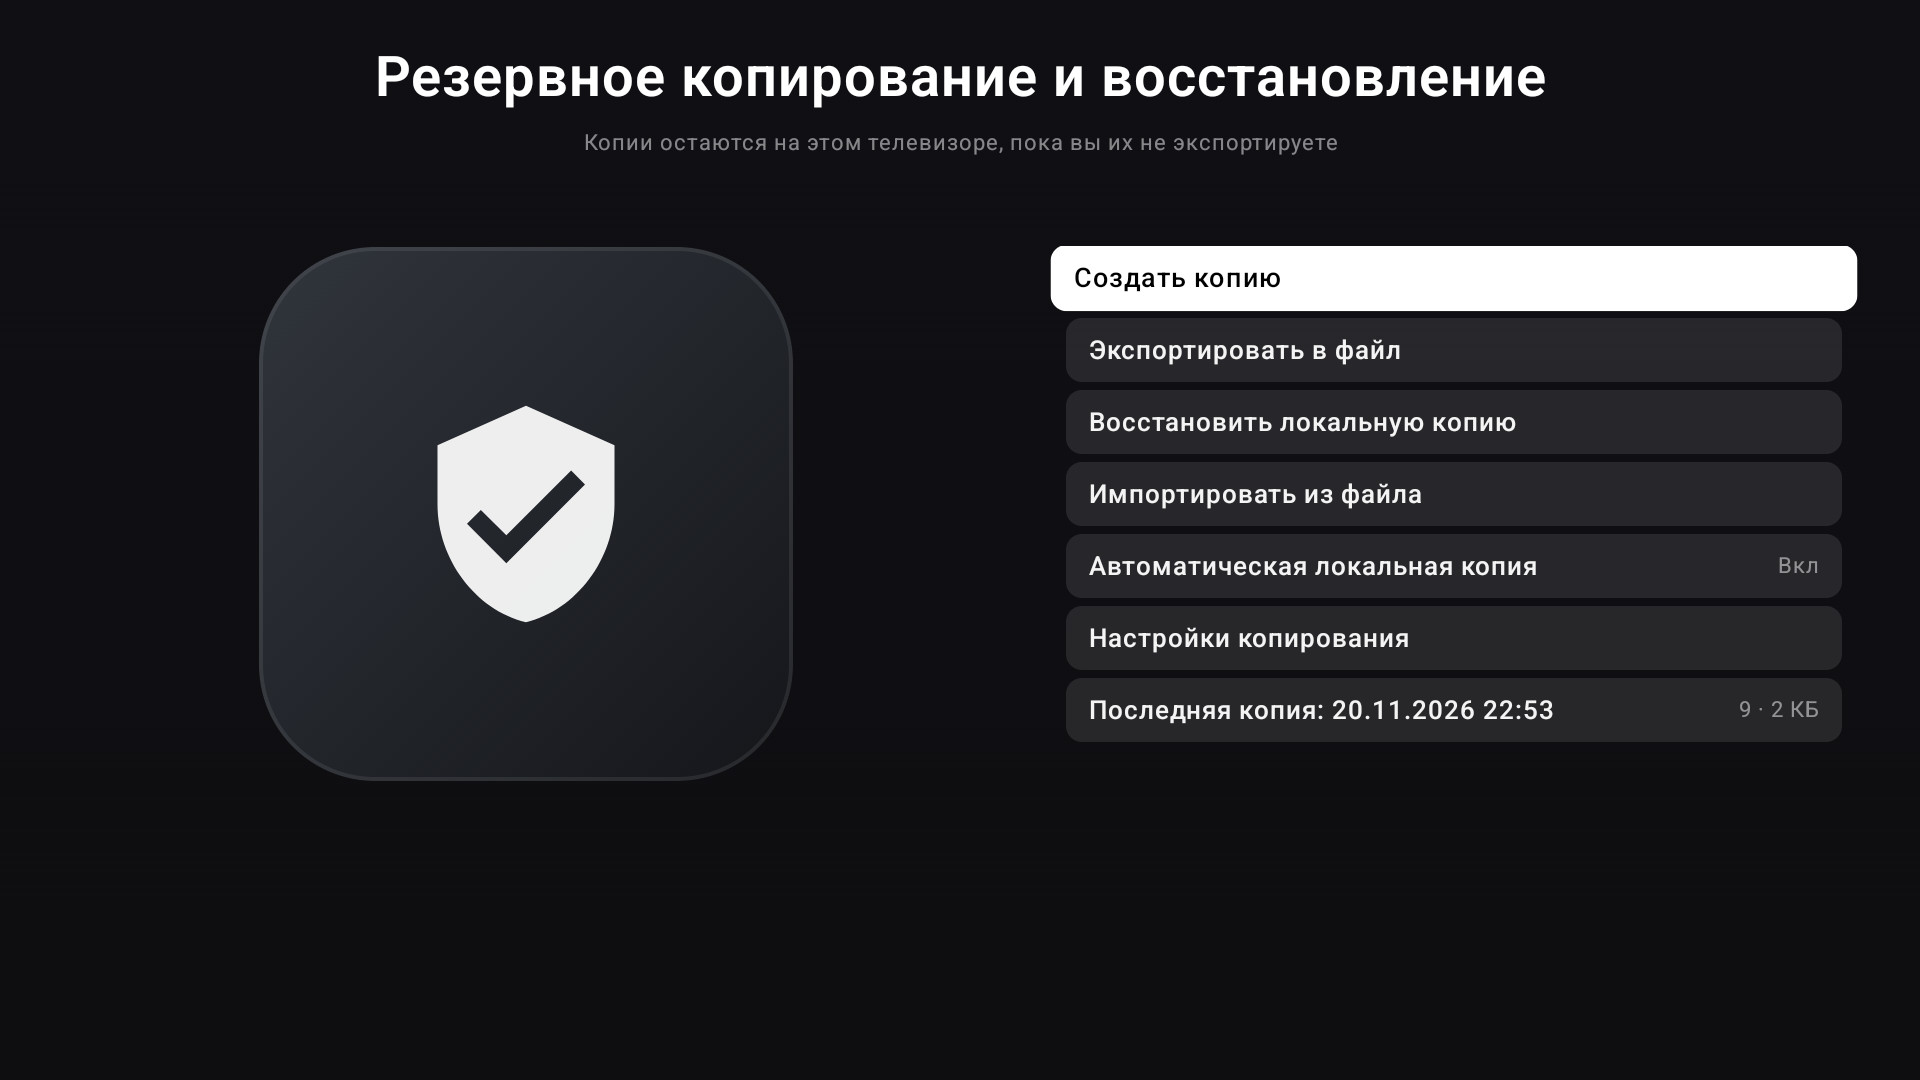 Резервное копирование и восстановление
Копии остаются на этом телевизоре, пока вы их не экспортируете
Создать копию
Экспортировать в файл
Восстановить локальную копию
Импортировать из файла
Автоматическая локальная копия Вкл
Настройки копирования
Последняя копия: 20.11.2026 22:53 9 · 2 КБ